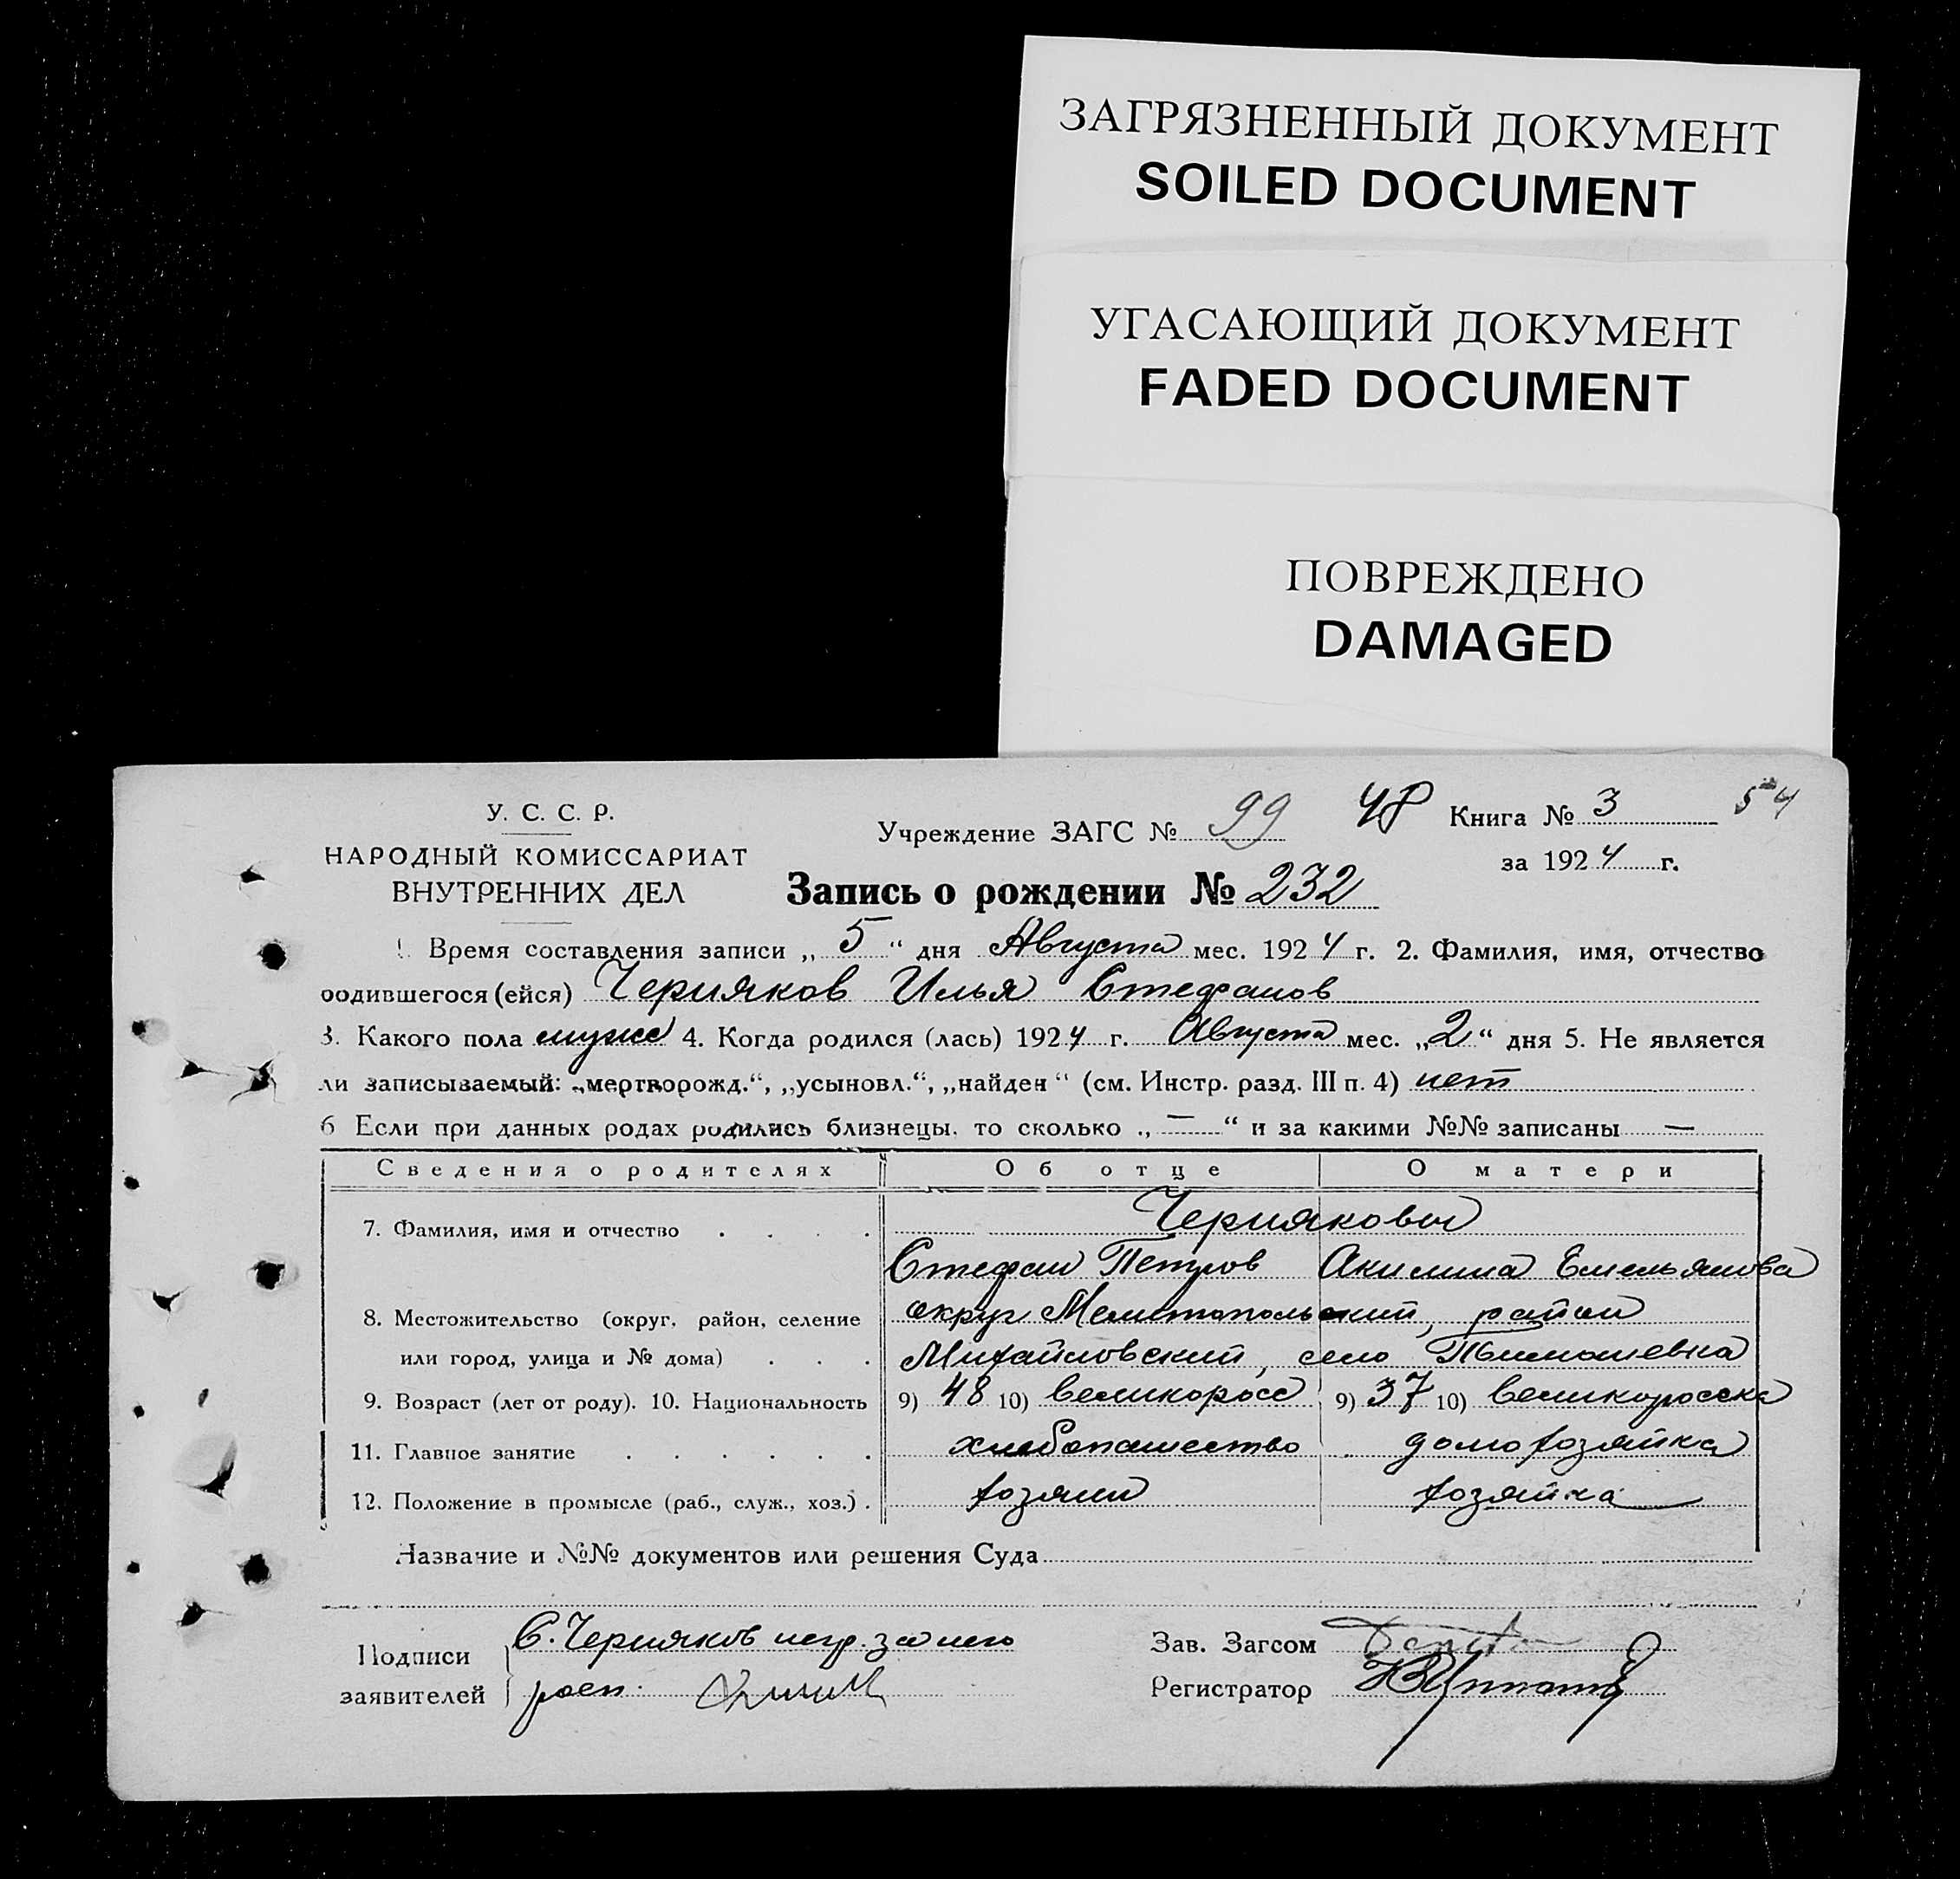 ЗАГРЯЗНЕННЫЙ ДОКУМЕНТ
SOILED DOCUMENT
УГАСАЮЩИЙ ДОКУМЕНТ
FADED DOCUMENT
ПОВРЕЖДЕНО
DAMAGED
У. С. С. Р.
НАРОДНЫЙ КОМИССАРИАТ
ВНУТРЕННИХ ДЕЛ
Учреждение ЗАГС № 99 48 Книга № 3 54
за 1924 г.
Запись о рождении № 232
1. Время составления записи „5“ дня Августа мес. 1924 г. 2. Фамилия, имя, отчество
родившегося (ейся) Черняков Илья Стефанов
3. Какого пола мужс 4. Когда родился (лась) 1924 г. Августа мес. „2“ дня 5. Не является
ли записываемый: „мертворожд.“, „усыновл.“, „найден“ (см. Инстр. разд. III п. 4) нет
6 Если при данных родах родились близнецы, то сколько „—“ и за какими №№ записаны —
Сведения о родителях Об отце О матери
7. Фамилия, имя и отчество . . . . Черняковы
Стефан Петров Акилина Емельянова
8. Местожительство (округ, район, селение округ Мелитопольский, район
или город, улица и № дома) . . . Михайловский, село Тимошевка
9. Возраст (лет от роду). 10. Национальность 9) 48 10) великоросс 9) 37 10) великоросска
11. Главное занятие . . . . . . хлебопашество домохозяйка
12. Положение в промысле (раб., служ., хоз.) . хозяин хозяйка
Название и №№ документов или решения Суда
Подписи С. Черняков негр. за него
заявителей росп.
Зав. Загсом
Регистратор